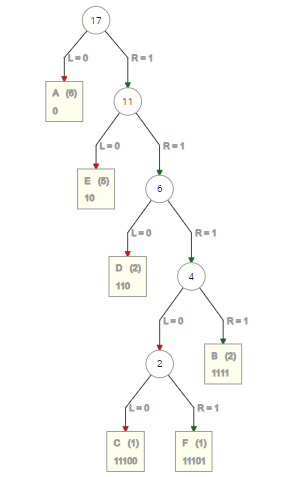 17
L=0 R=1
A (6)
0
11
L=0 R=1
E (5)
10
6
L=0 R=1
D (2)
110
4
L=0 R=1
2
B (2)
1111
L=0 R=1
C (1) F (1)
11100 11101